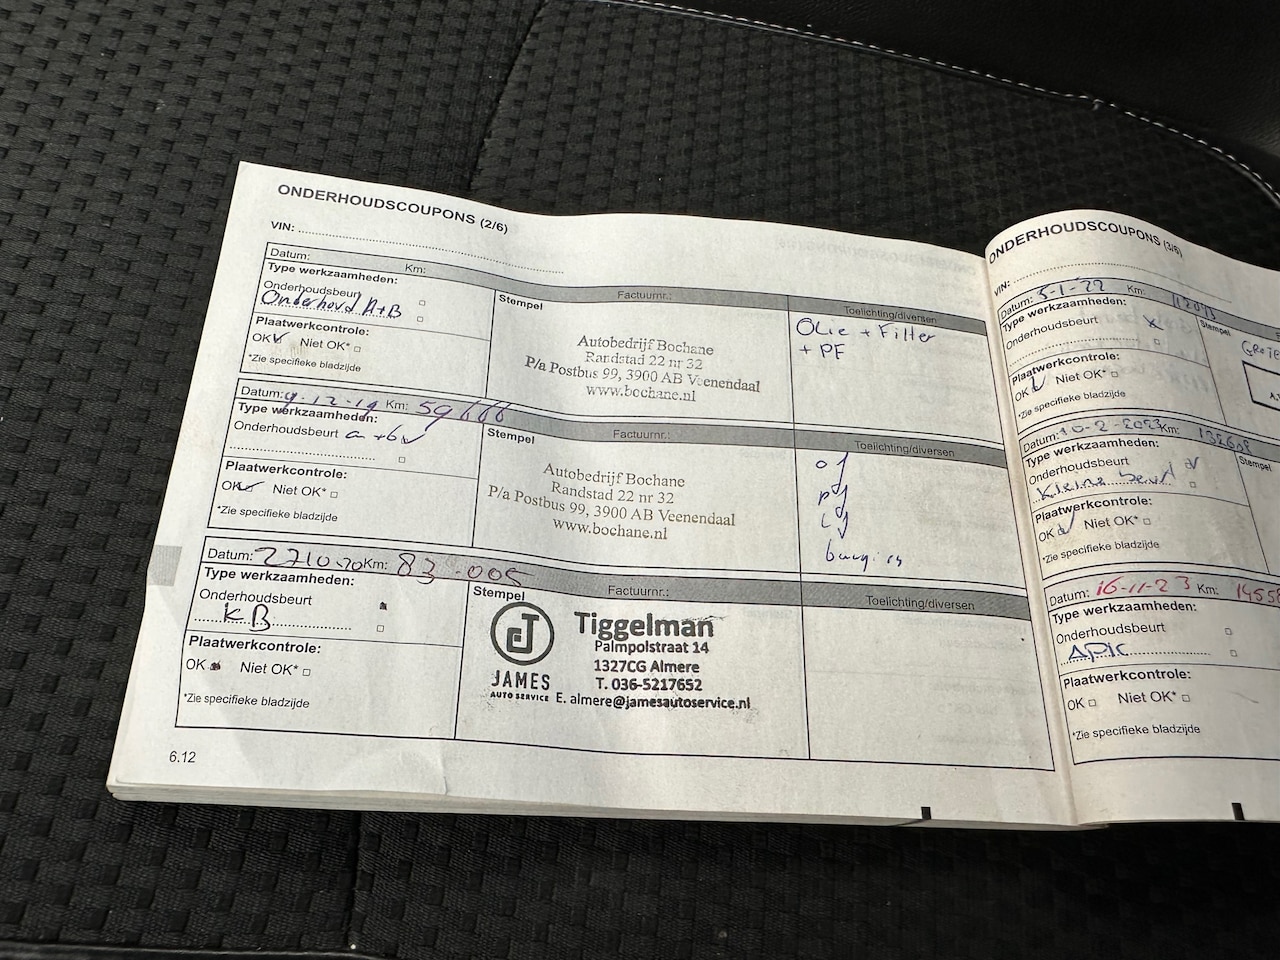 ONDERHOUDSCOUPONS (2/6)
VIN:
Datum: Km:
Type werkzaamheden: Factuurnr.: Toelichting/diversen
Onderhoudsbeurt Stempel
Onderhoud A+B
Plaatwerkcontrole:
OK Niet OK*
*Zie specifieke bladzijde
Autobedrijf Bochane
Randstad 22 nr 32
P/a Postbus 99, 3900 AB Veenendaal
www.bochane.nl
Olie + Filter
+ PF
Datum: 9-12-19 Km: 59666
Type werkzaamheden: Factuurnr.: Toelichting/diversen
Onderhoudsbeurt a+b Stempel
Plaatwerkcontrole:
OK Niet OK*
*Zie specifieke bladzijde
Autobedrijf Bochane
Randstad 22 nr 32
P/a Postbus 99, 3900 AB Veenendaal
www.bochane.nl
Datum: 2710.20 Km: 83.005
Type werkzaamheden: Factuurnr.: Toelichting/diversen
Onderhoudsbeurt Stempel
KB
Plaatwerkcontrole:
OK Niet OK*
*Zie specifieke bladzijde
JAMES
AUTO SERVICE
Tiggelman
Palmpolstraat 14
1327CG Almere
T. 036-5217652
E. almere@jamesautoservice.nl
6.12
ONDERHOUDSCOUPONS (3/6)
VIN:
Datum: 5-1-22 Km:
Type werkzaamheden: Stempel
Onderhoudsbeurt
Plaatwerkcontrole:
OK Niet OK*
*Zie specifieke bladzijde
Datum: 10-2-2023 Km:
Type werkzaamheden: Stempel
Onderhoudsbeurt
Kleine beurt
Plaatwerkcontrole:
OK Niet OK*
*Zie specifieke bladzijde
Datum: 16-11-23 Km: 1455
Type werkzaamheden:
Onderhoudsbeurt
APK
Plaatwerkcontrole:
OK Niet OK*
*Zie specifieke bladzijde